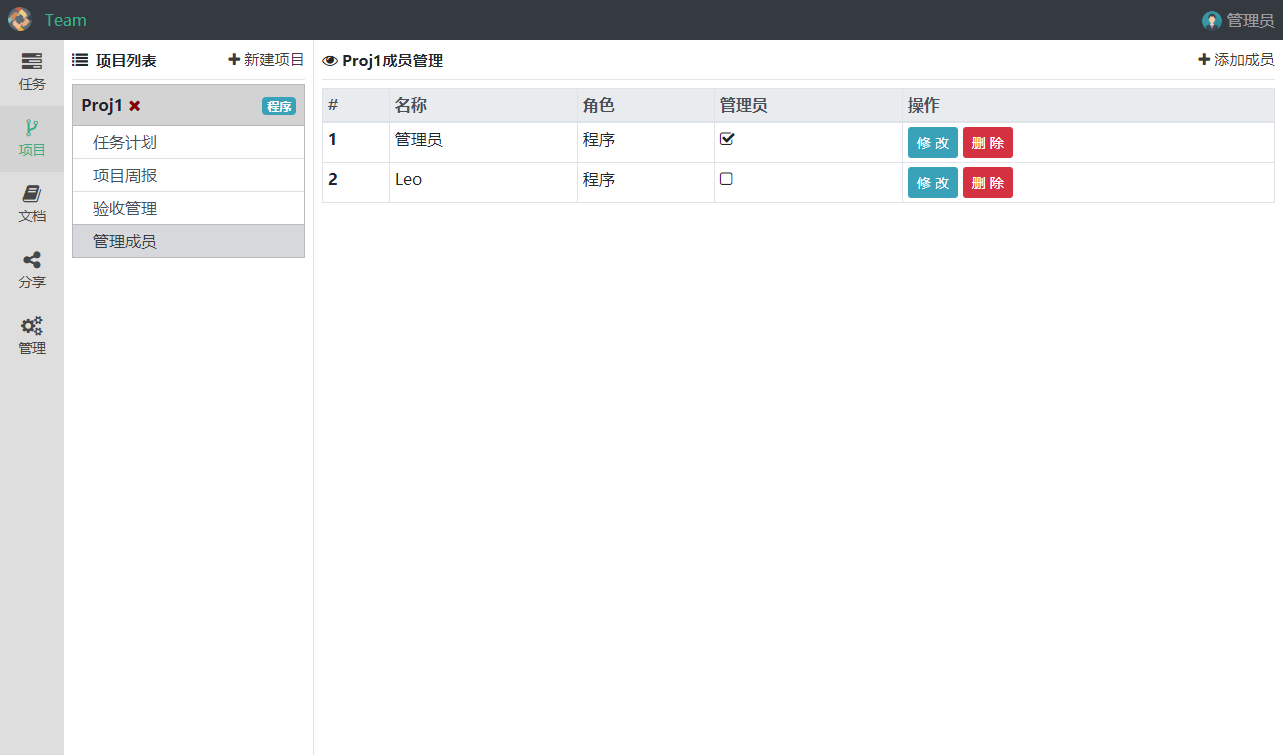 Team
管理员
任务
项目
文档
分享
管理
项目列表
新建项目
Proj1
程序
任务计划
项目周报
验收管理
管理成员
Proj1成员管理
添加成员
# 名称 角色 管理员 操作
1 管理员 程序 修 改 删 除
2 Leo 程序 修 改 删 除